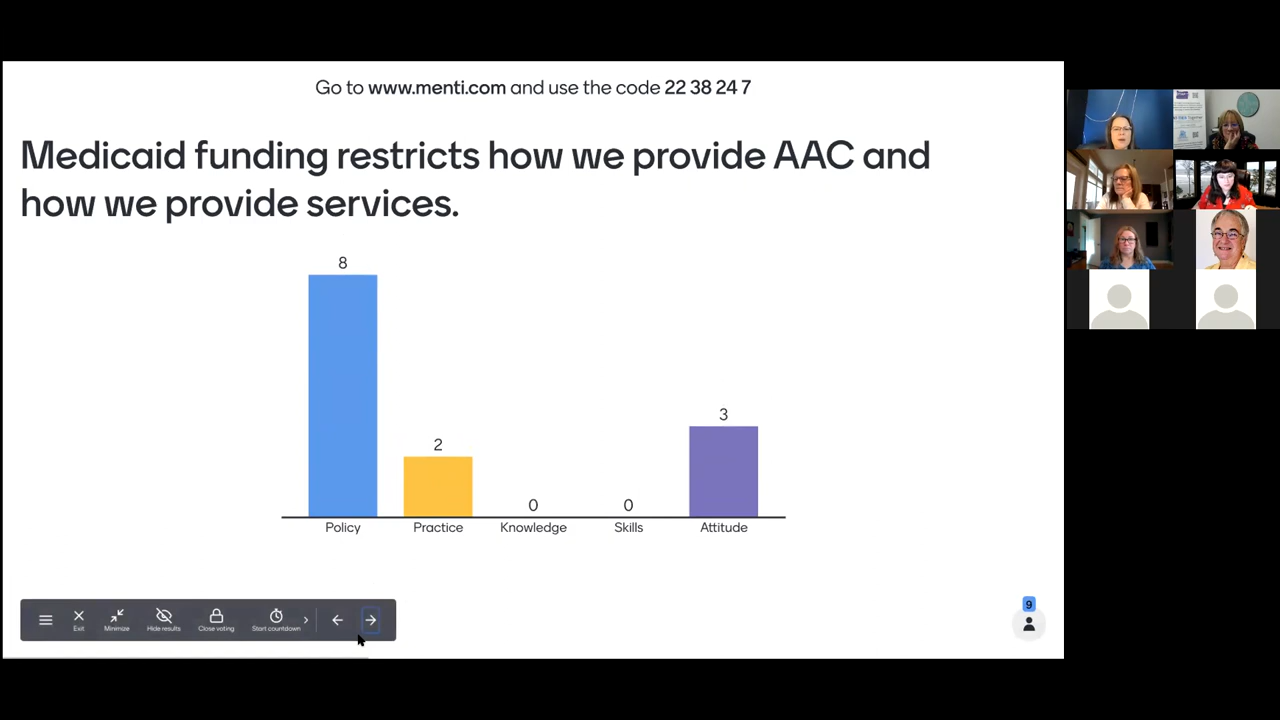 Go to www.menti.com and use the code 22 38 24 7
Medicaid funding restricts how we provide AAC and
how we provide services.
8
2
0
0
3
Policy
Practice
Knowledge
Skills
Attitude
Exit
Minimize
Hide results
Close voting
Start countdown
9